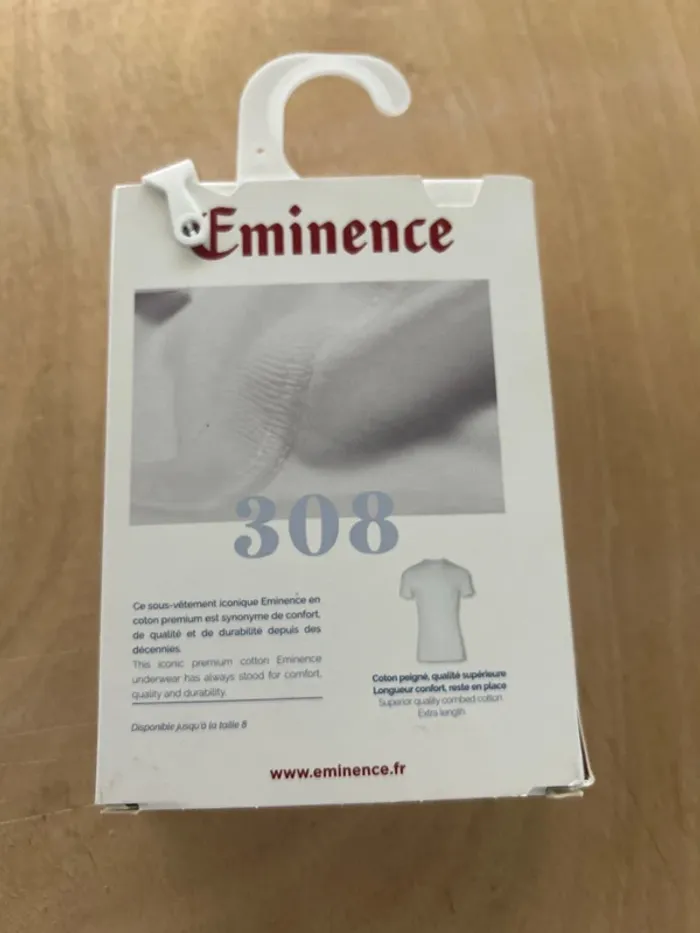 Eminence
308
Ce sous-vêtement iconique Eminence en
coton premium est synonyme de confort,
de qualité et de durabilité depuis des
décennies.
This iconic premium cotton Eminence
underwear has always stood for comfort,
quality and durability.
Disponible jusqu'à la taille 8
Coton peigné, qualité supérieure
Longueur confort, reste en place
Superior quality combed cotton
Extra length
www.eminence.fr